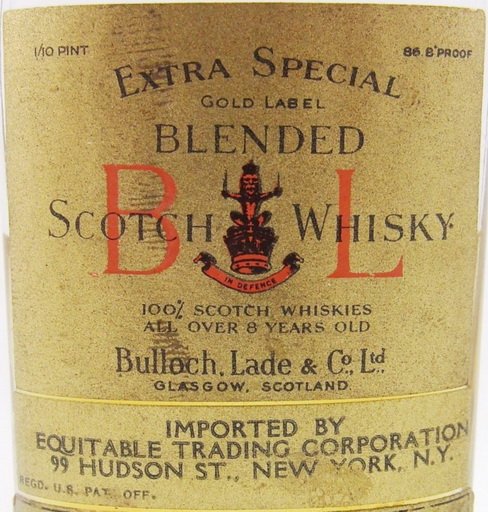 1/10 PINT 86.8° PROOF
EXTRA SPECIAL
GOLD LABEL
BLENDED
B L
SCOTCH WHISKY
IN DEFENCE
100% SCOTCH WHISKIES
ALL OVER 8 YEARS OLD
Bulloch, Lade & Co., Ltd.,
GLASGOW, SCOTLAND
IMPORTED BY
EQUITABLE TRADING CORPORATION
99 HUDSON ST., NEW YORK, N.Y.
REGD. U.S. PAT. OFF.